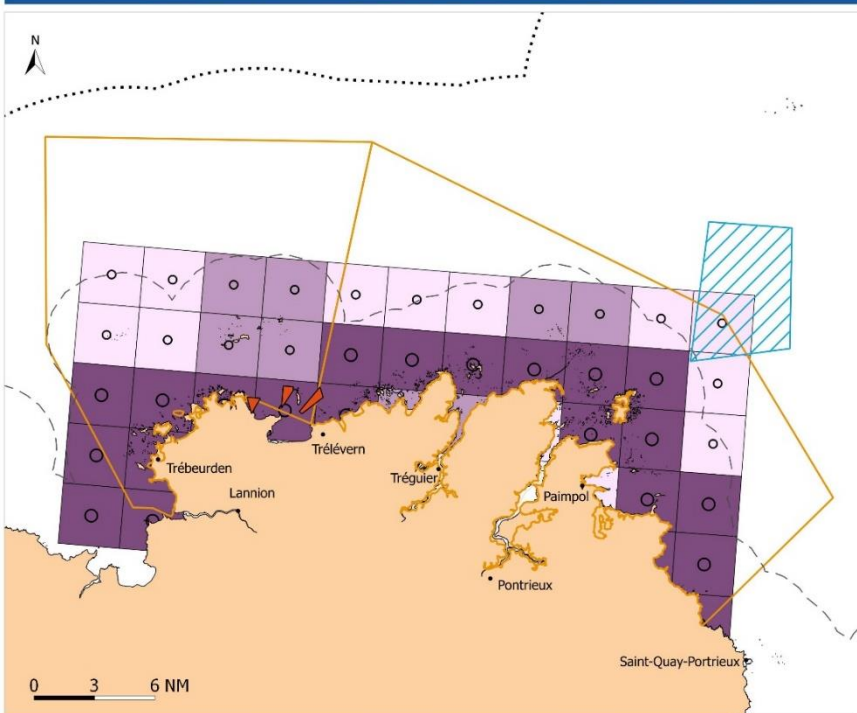 N
Trélévern
Trébeurden
Tréguier
Lannion
Paimpol
Pontrieux
Saint-Quay-Portrieux
0 3 6 NM